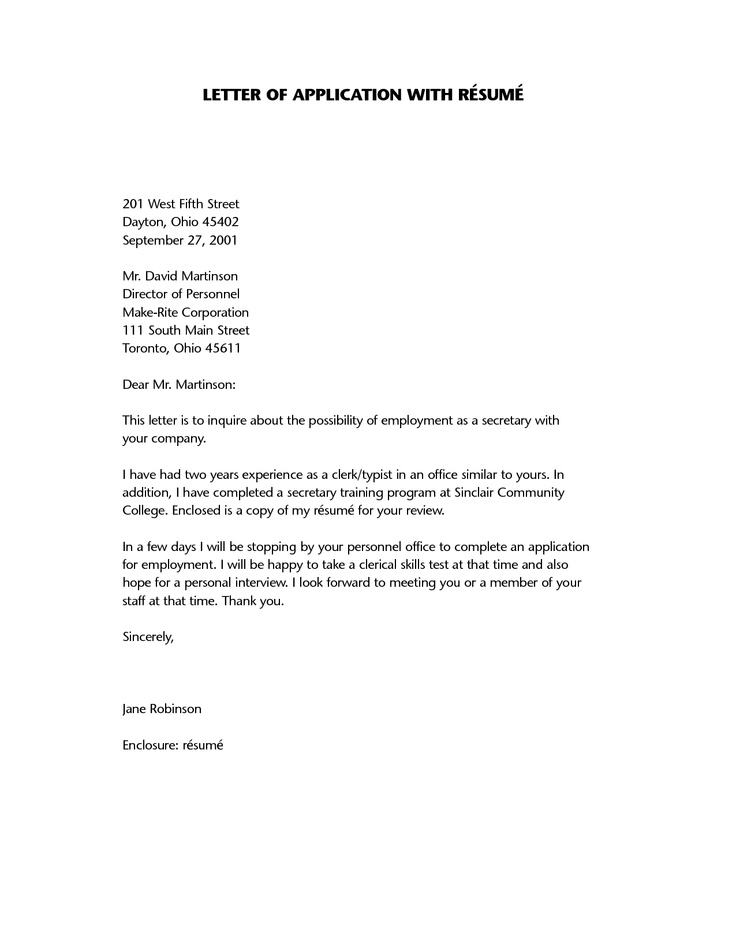 LETTER OF APPLICATION WITH RÉSUMÉ
201 West Fifth Street
Dayton, Ohio 45402
September 27, 2001
Mr. David Martinson
Director of Personnel
Make-Rite Corporation
111 South Main Street
Toronto, Ohio 45611
Dear Mr. Martinson:
This letter is to inquire about the possibility of employment as a secretary with
your company.
I have had two years experience as a clerk/typist in an office similar to yours. In
addition, I have completed a secretary training program at Sinclair Community
College. Enclosed is a copy of my résumé for your review.
In a few days I will be stopping by your personnel office to complete an application
for employment. I will be happy to take a clerical skills test at that time and also
hope for a personal interview. I look forward to meeting you or a member of your
staff at that time. Thank you.
Sincerely,
Jane Robinson
Enclosure: résumé